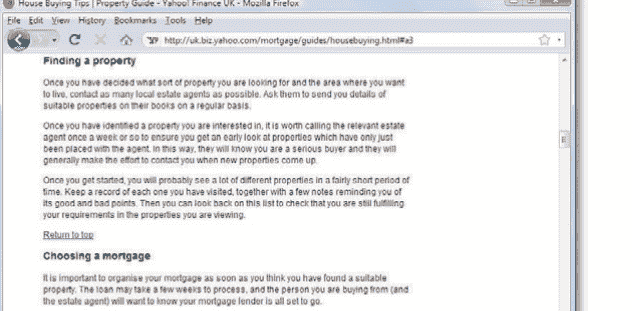 House Buying Tips | Property Guide - Yahoo! Finance UK - Mozilla Firefox
File Edit View History Bookmarks Tools Help
http://uk.biz.yahoo.com/mortgage/guides/housebuying.html#a3
Finding a property
Once you have decided what sort of property you are looking for and the area where you want
to live, contact as many local estate agents as possible. Ask them to send you details of
suitable properties on their books on a regular basis.
Once you have identified a property you are interested in, it is worth calling the relevant estate
agent once a week or so to ensure you get an early look at properties which have only just
been placed with the agent. In this way, they will know you are a serious buyer and they will
generally make the effort to contact you when new properties come up.
Once you get started, you will probably see a lot of different properties in a fairly short period of
time. Keep a record of each one you have visited, together with a few notes reminding you of
its good and bad points. Then you can look back on this list to check that you are still fulfilling
your requirements in the properties you are viewing.
Return to top
Choosing a mortgage
It is important to organise your mortgage as soon as you think you have found a suitable
property. The loan may take a few weeks to process, and the person you are buying from (and
the estate agent) will want to know your mortgage lender is all set to go.